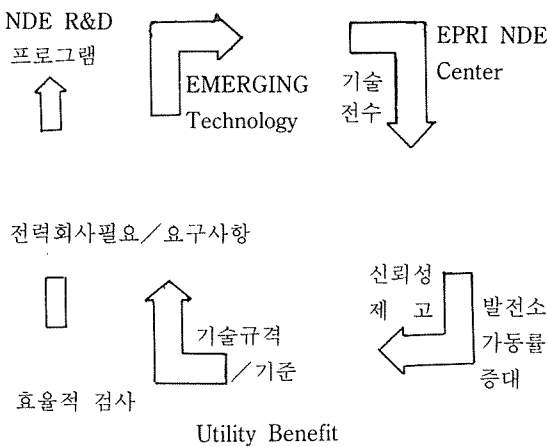 NDE R&D
프로그램
EMERGING
Technology
EPRI NDE
Center
기술
전수
전력회사필요/요구사항
신뢰성
제 고
발전소
가동률
증대
기술규격
/기준
효율적 검사
Utility Benefit